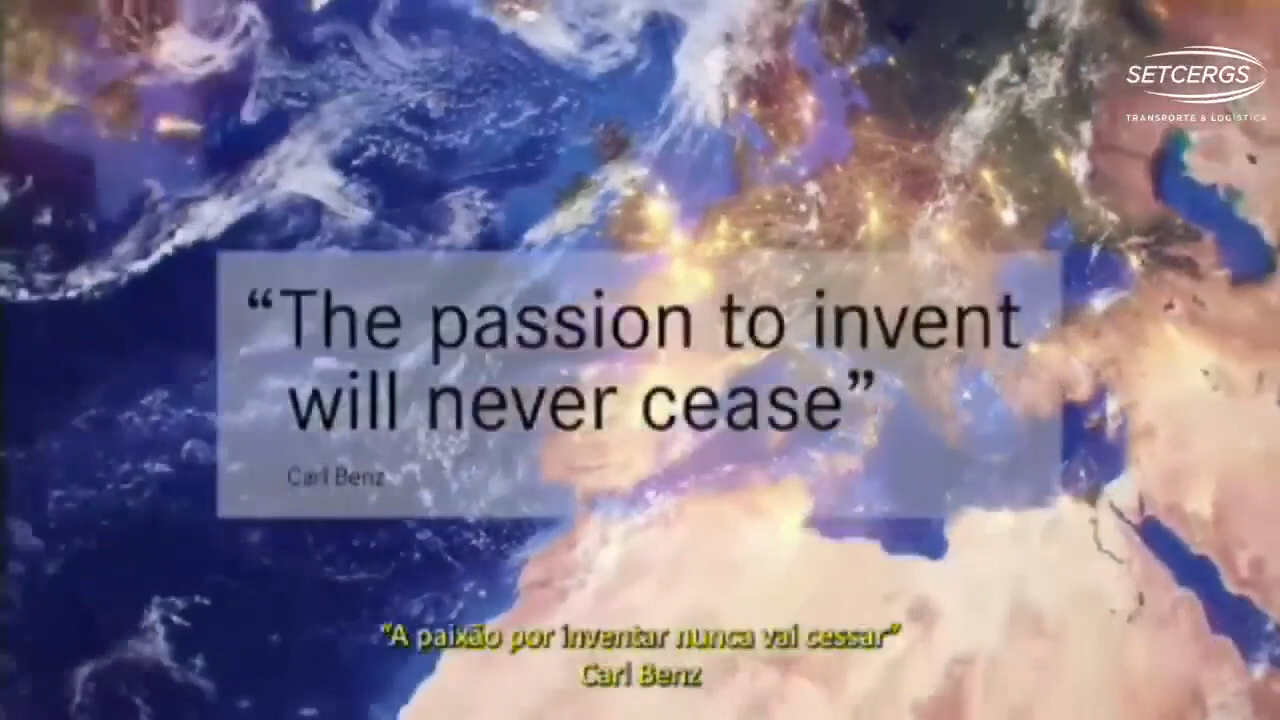 SETCERGS
TRANSPORTE & LOGÍSTICA
“The passion to invent
will never cease”
Carl Benz
"A paixão por inventar nunca vai cessar"
Carl Benz